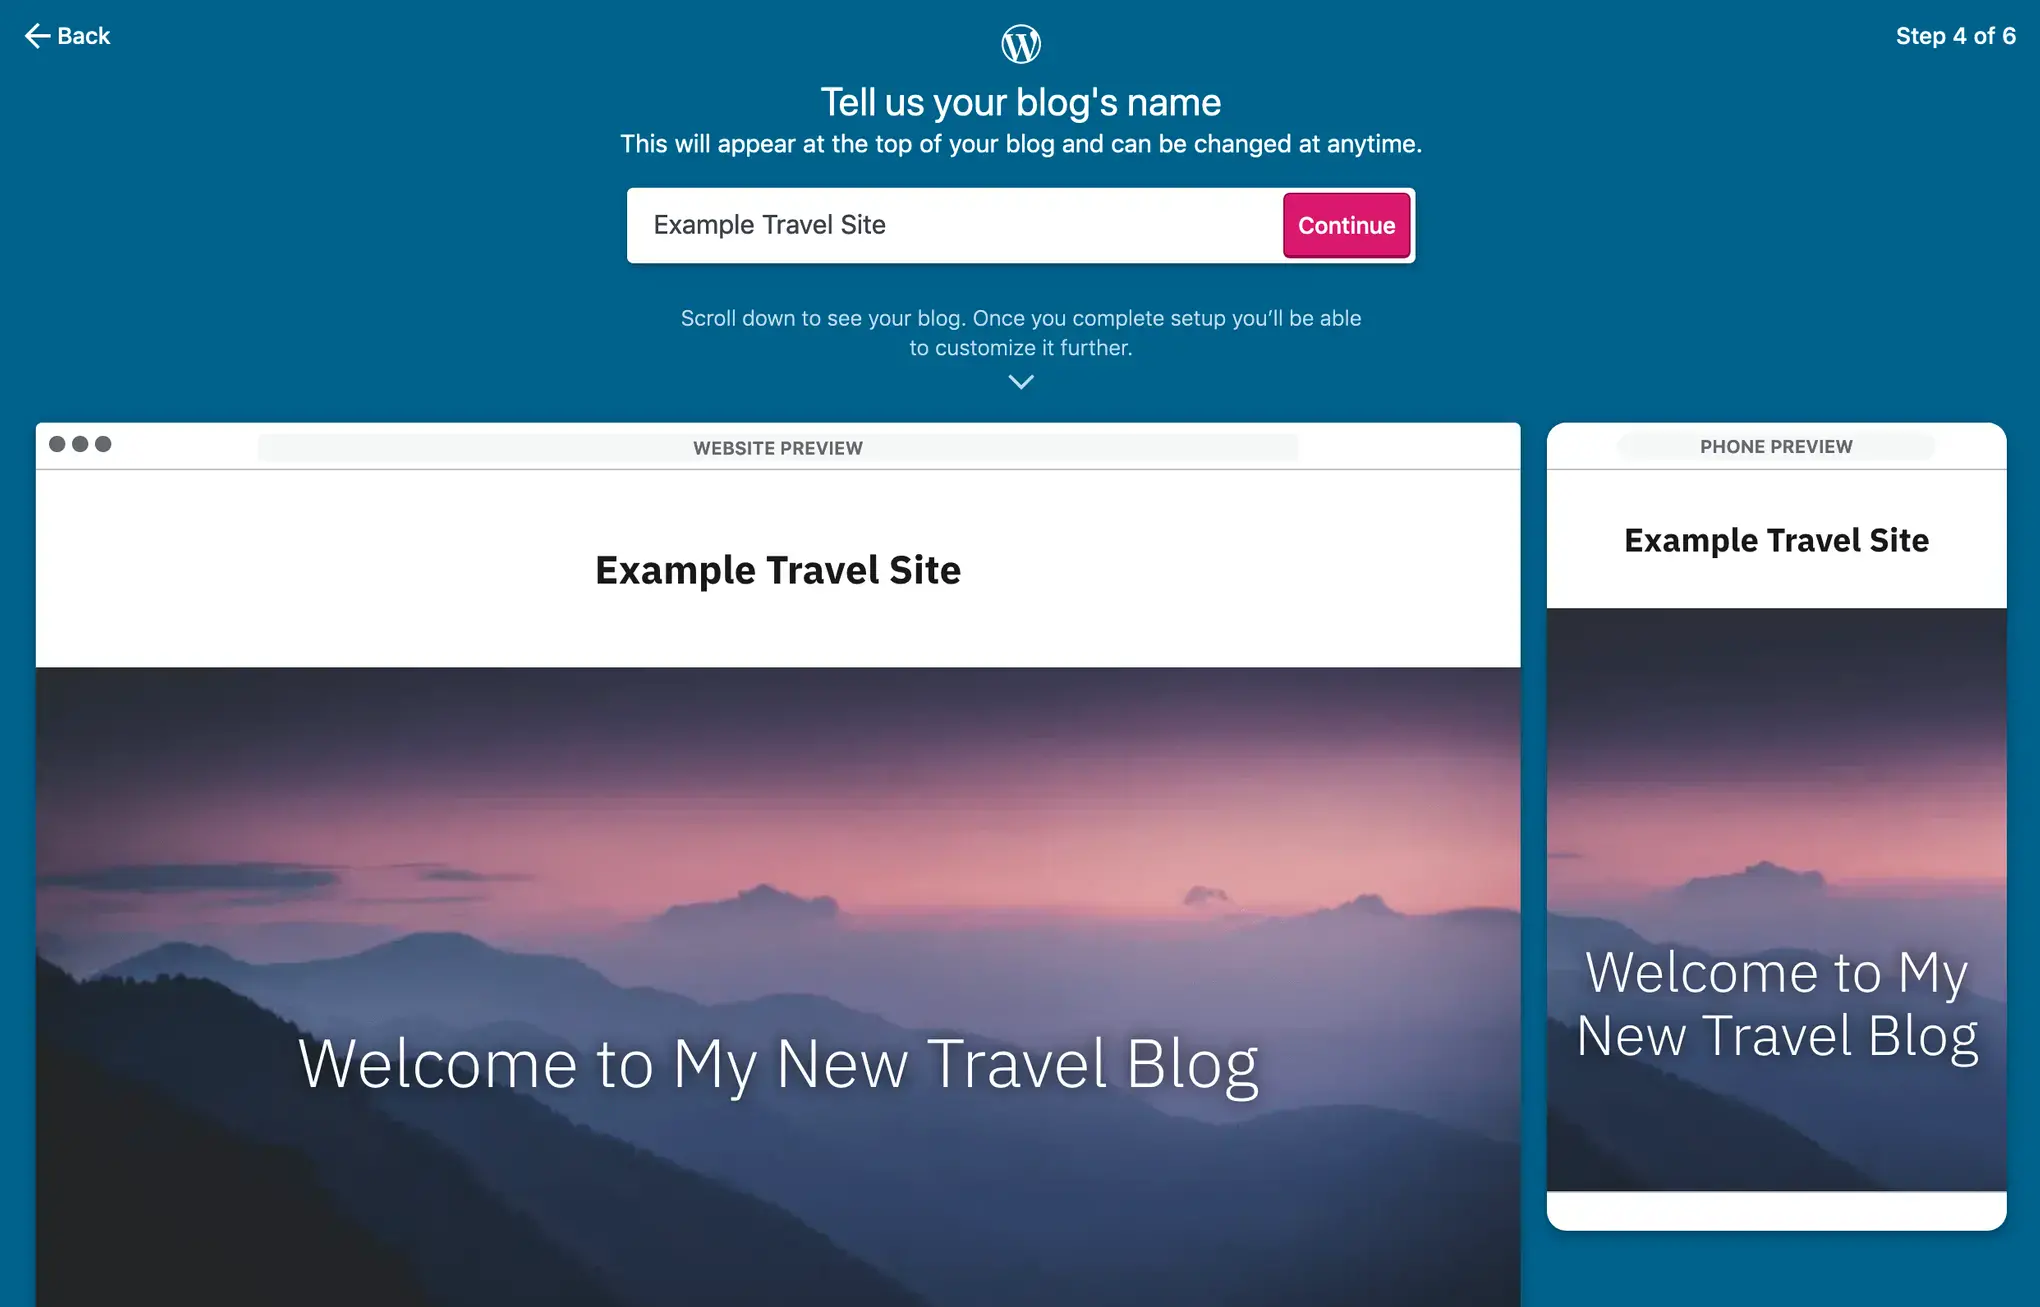 Back
Step 4 of 6
Tell us your blog's name
This will appear at the top of your blog and can be changed at anytime.
Example Travel Site
Continue
Scroll down to see your blog. Once you complete setup you’ll be able
to customize it further.
WEBSITE PREVIEW
Example Travel Site
Welcome to My New Travel Blog
PHONE PREVIEW
Example Travel Site
Welcome to My
New Travel Blog